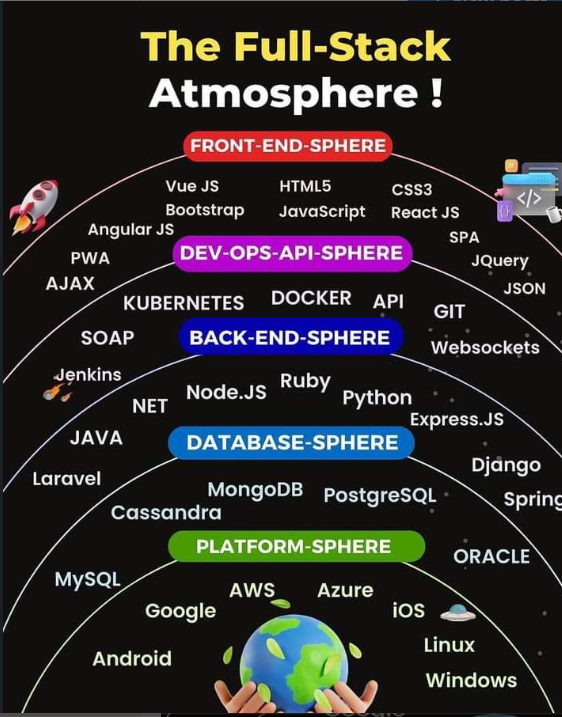 The Full-Stack
Atmosphere !
FRONT-END-SPHERE
Vue JS HTML5 CSS3
Bootstrap JavaScript React JS
Angular JS SPA
PWA JQuery
AJAX JSON
DEV-OPS-API-SPHERE
KUBERNETES DOCKER API GIT
SOAP Websockets
Jenkins
BACK-END-SPHERE
NET Node.JS Ruby Python Express.JS
JAVA Django
Laravel Spring
DATABASE-SPHERE
MongoDB PostgreSQL
Cassandra ORACLE
MySQL
PLATFORM-SPHERE
AWS Azure
Google iOS
Android Linux
Windows